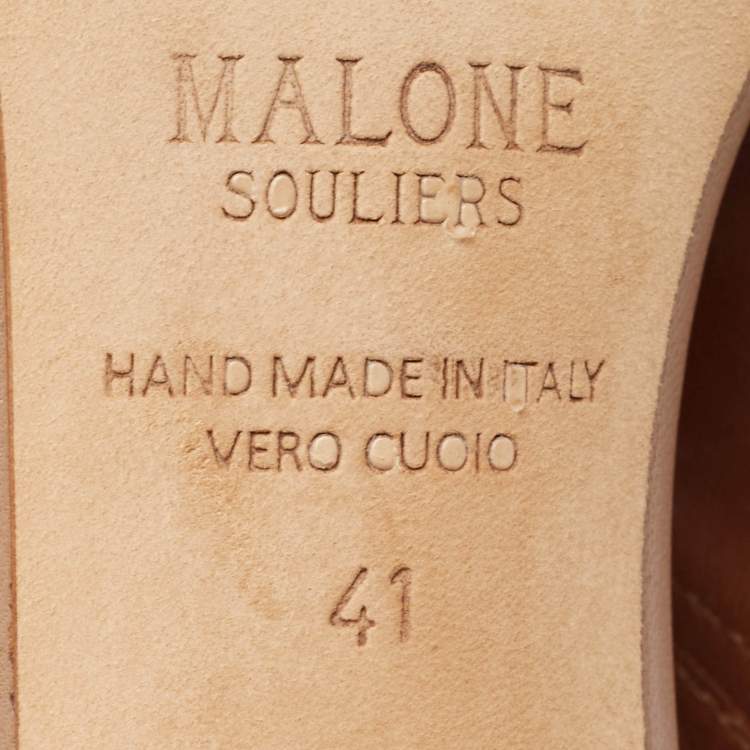 MALONE
SOULIERS
HAND MADE IN ITALY
VERO CUOIO
41